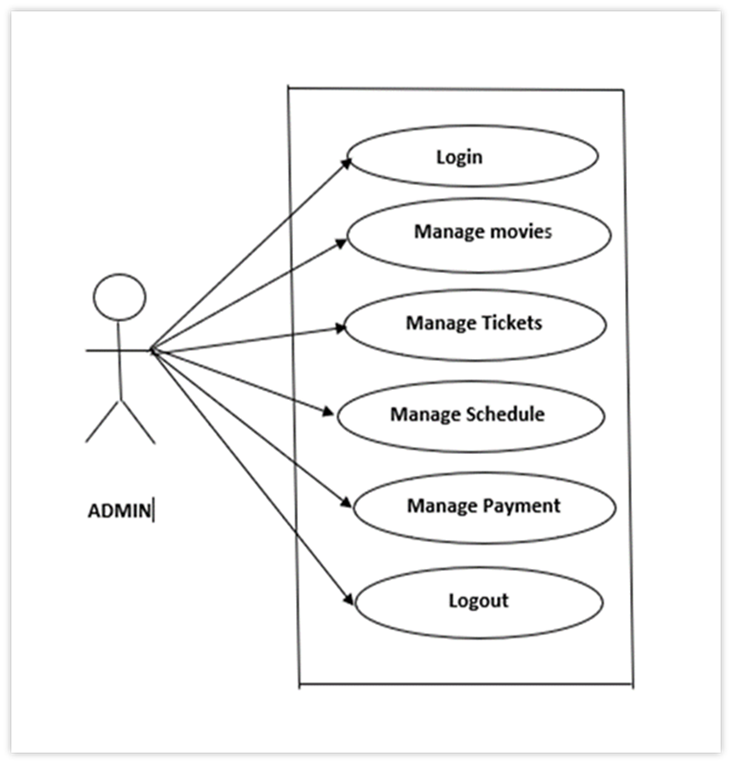 Login
Manage movies
Manage Tickets
Manage Schedule
ADMIN
Manage Payment
Logout